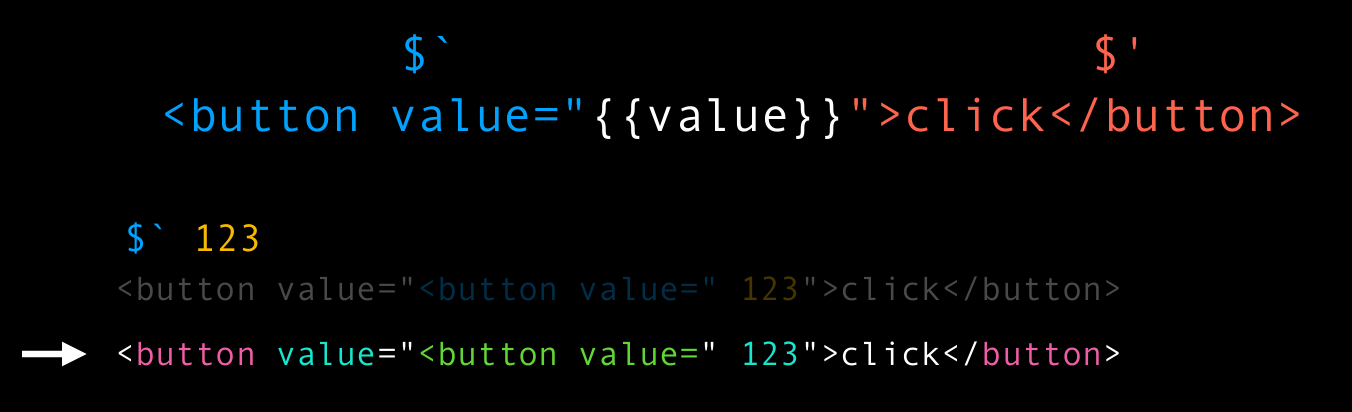 $` $'
<button value="{{value}}">click</button>
$` 123
<button value="<button value=" 123">click</button>
<button value="<button value=" 123">click</button>